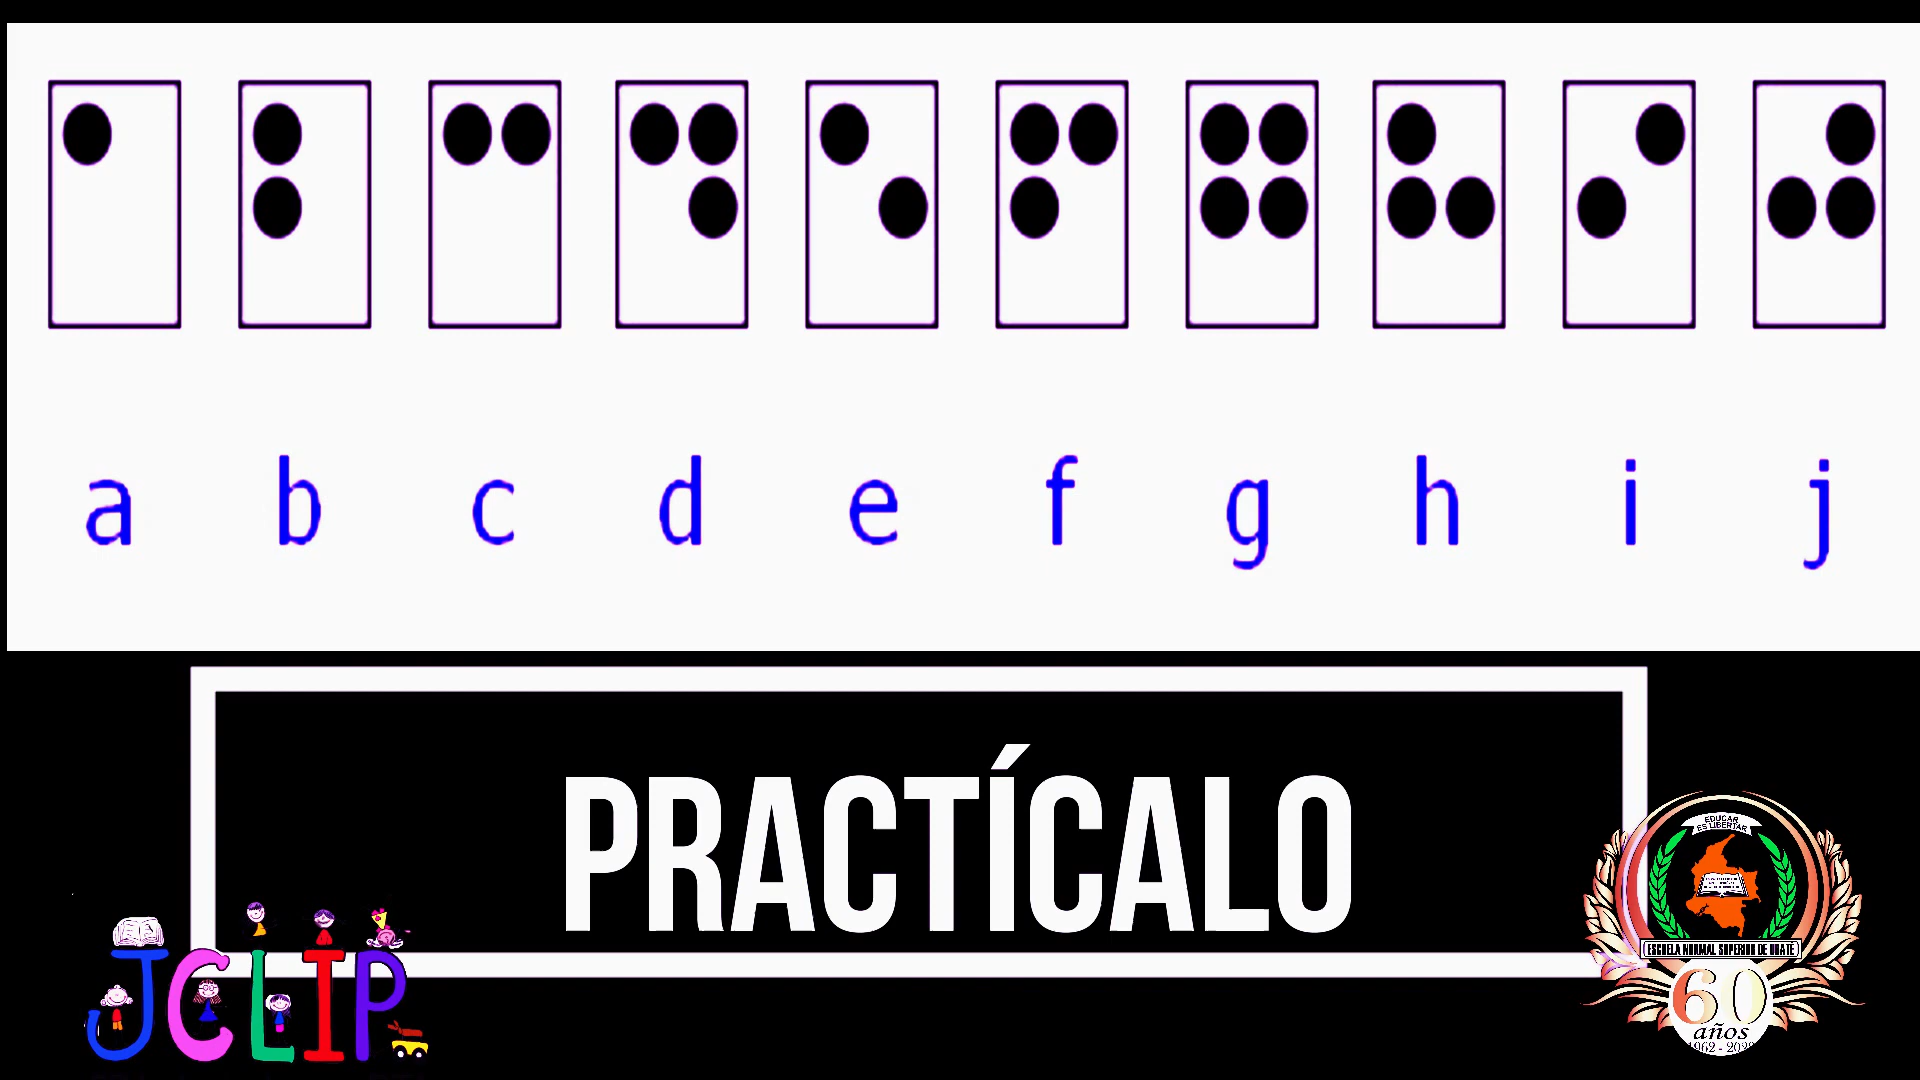 a b c d e f g h i j
PRACTÍCALO
JCLIP
EDUCAR
ES LIBERTAR
ESCUELA NORMAL SUPERIOR DE UBATÉ
60
años